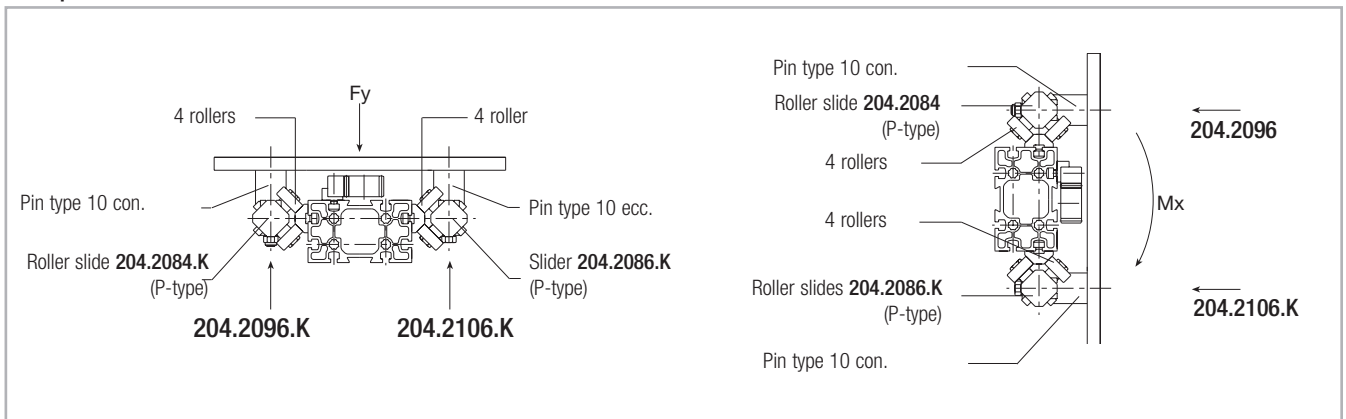 Fy
4 rollers
4 roller
Pin type 10 con.
Pin type 10 ecc.
Roller slide 204.2084.K
(P-type)
Slider 204.2086.K
(P-type)
204.2096.K
204.2106.K
Pin type 10 con.
Roller slide 204.2084
(P-type)
204.2096
4 rollers
Mx
4 rollers
Roller slides 204.2086.K
(P-type)
204.2106.K
Pin type 10 con.